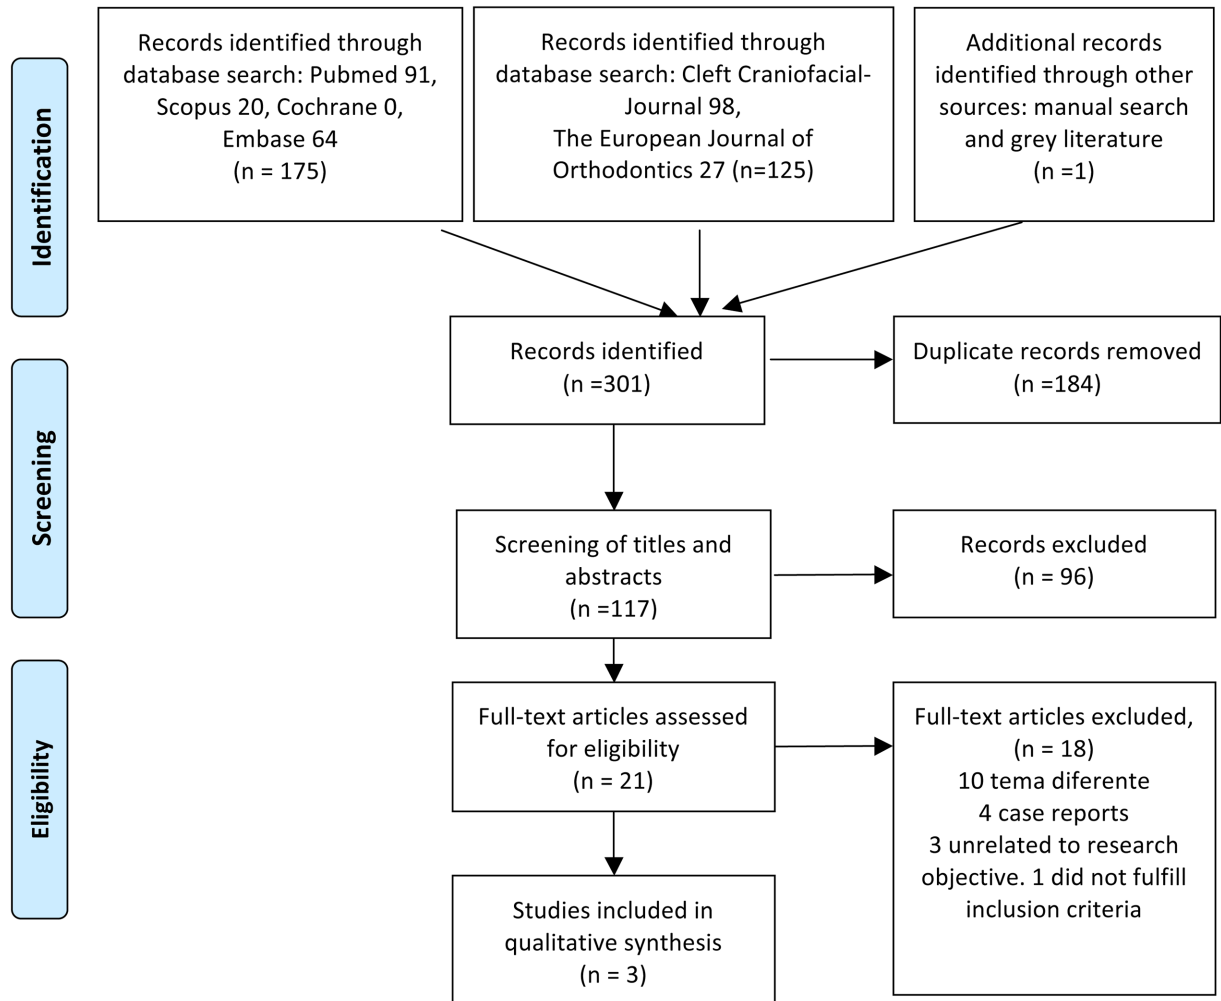 Identification
Records identified through
database search: Pubmed 91,
Scopus 20, Cochrane 0,
Embase 64
(n = 175)
Records identified through
database search: Cleft Craniofacial-
Journal 98,
The European Journal of
Orthodontics 27 (n=125)
Additional records
identified through other
sources: manual search
and grey literature
(n =1)
Records identified
(n =301)
Duplicate records removed
(n =184)
Screening
Screening of titles and
abstracts
(n =117)
Records excluded
(n = 96)
Eligibility
Full-text articles assessed
for eligibility
(n = 21)
Full-text articles excluded,
(n = 18)
10 tema diferente
4 case reports
3 unrelated to research
objective. 1 did not fulfill
inclusion criteria
Studies included in
qualitative synthesis
(n = 3)